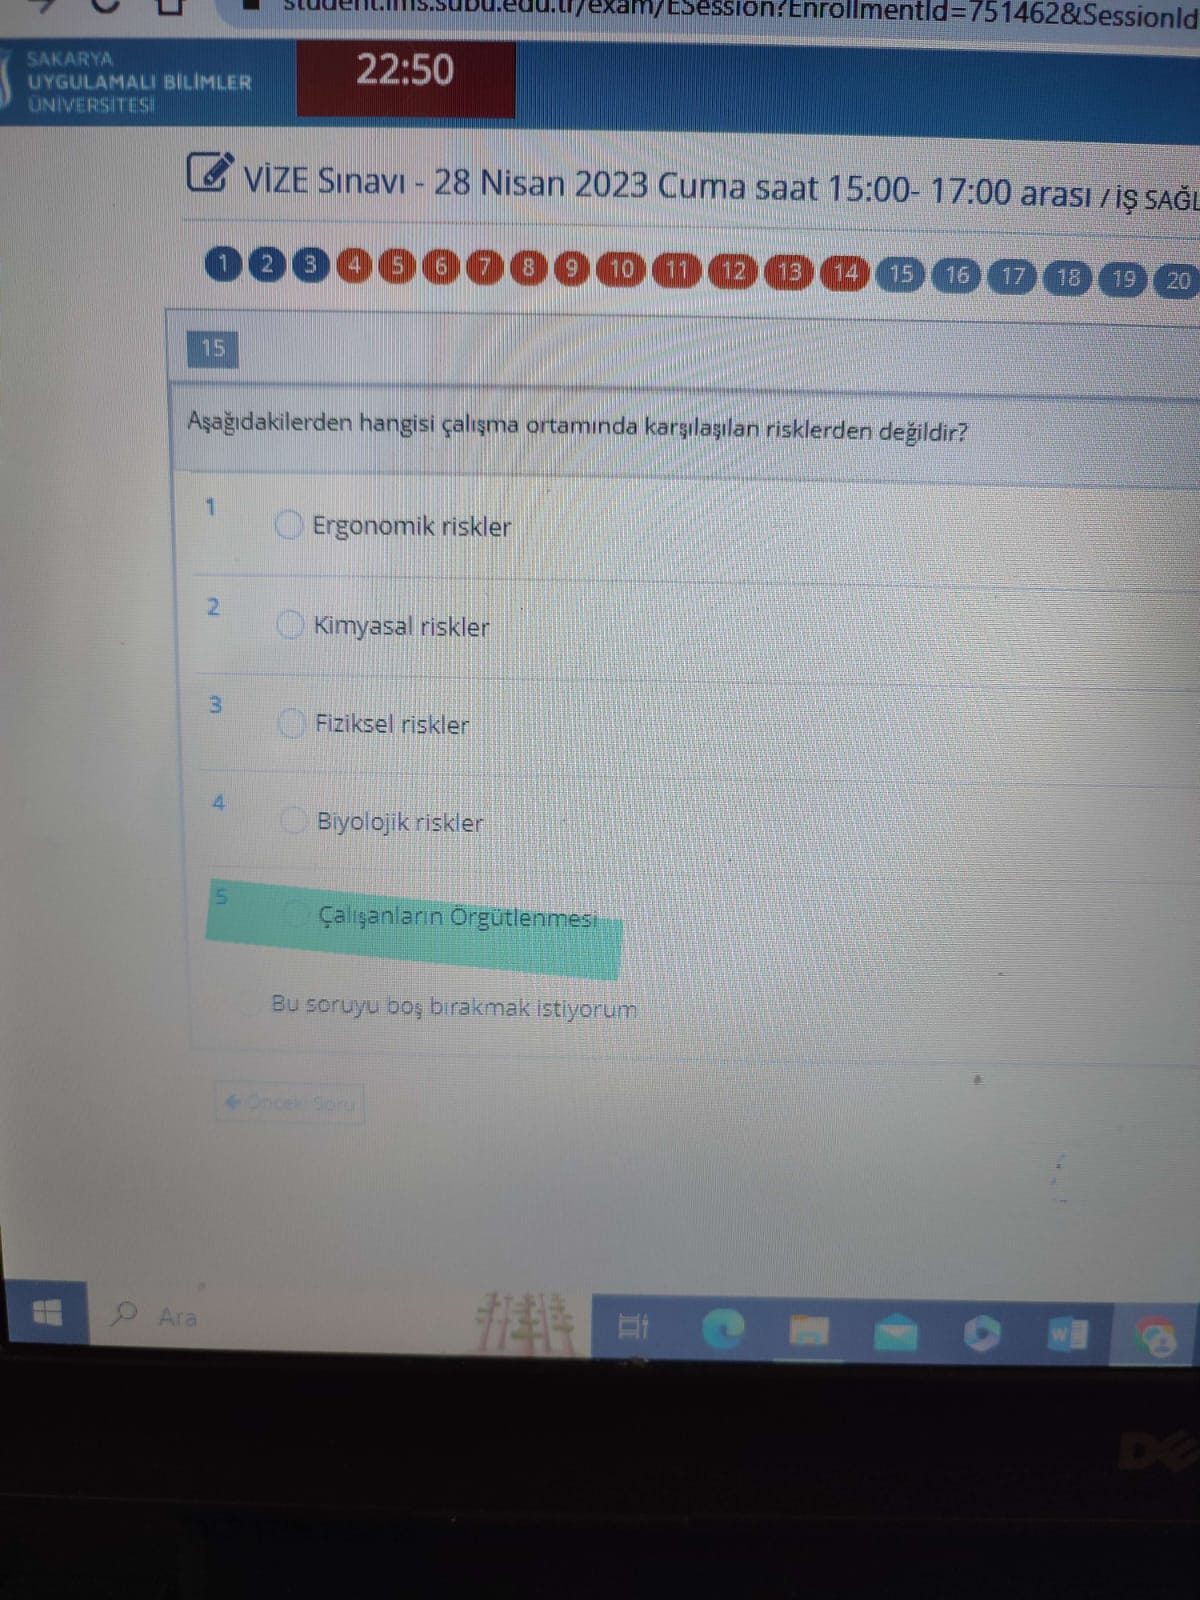 student.lms.subu.edu.tr/exam/ESession?EnrollmentId=751462&SessionId
SAKARYA
UYGULAMALI BİLİMLER
ÜNİVERSİTESİ
22:50
VİZE Sınavı - 28 Nisan 2023 Cuma saat 15:00- 17:00 arası / İŞ SAĞL
1 2 3 4 5 6 7 8 9 10 11 12 13 14 15 16 17 18 19 20
15
Aşağıdakilerden hangisi çalışma ortamında karşılaşılan risklerden değildir?
1
Ergonomik riskler
2
Kimyasal riskler
3
Fiziksel riskler
4
Biyolojik riskler
5
Çalışanların Örgütlenmesi
Bu soruyu boş bırakmak istiyorum
Önceki Soru
Ara
W
DE